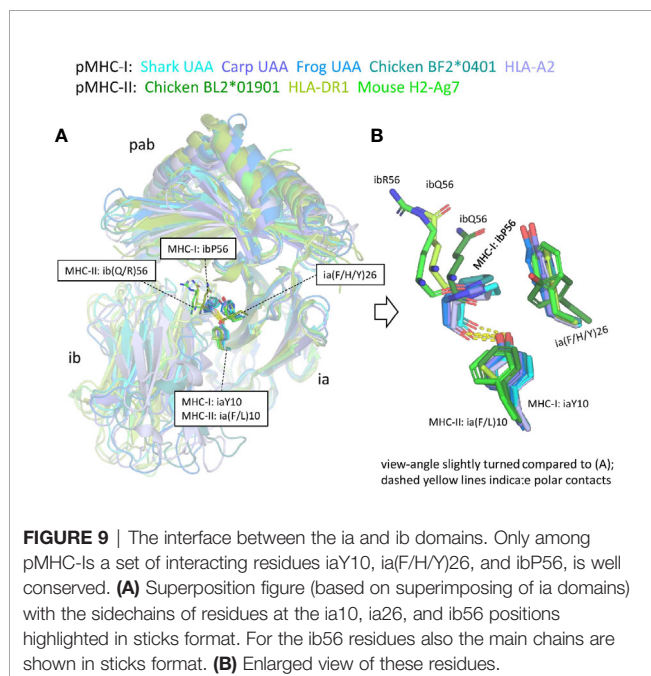 pMHC-I: Shark UAA Carp UAA Frog UAA Chicken BF2*0401 HLA-A2
pMHC-II: Chicken BL2*01901 HLA-DR1 Mouse H2-Ag7
A
pab
MHC-I: ibP56
MHC-II: ib(Q/R)56
ia(F/H/Y)26
ib
ia
MHC-I: iaY10
MHC-II: ia(F/L)10
B
ibR56
ibQ56
ibQ56
MHC-I: ibP56
ia(F/H/Y)26
MHC-I: iaY10
MHC-II: ia(F/L)10
view-angle slightly turned compared to (A);
dashed yellow lines indicate polar contacts
FIGURE 9 | The interface between the ia and ib domains. Only among
pMHC-Is a set of interacting residues iaY10, ia(F/H/Y)26, and ibP56, is well
conserved. (A) Superposition figure (based on superimposing of ia domains)
with the sidechains of residues at the ia10, ia26, and ib56 positions
highlighted in sticks format. For the ib56 residues also the main chains are
shown in sticks format. (B) Enlarged view of these residues.